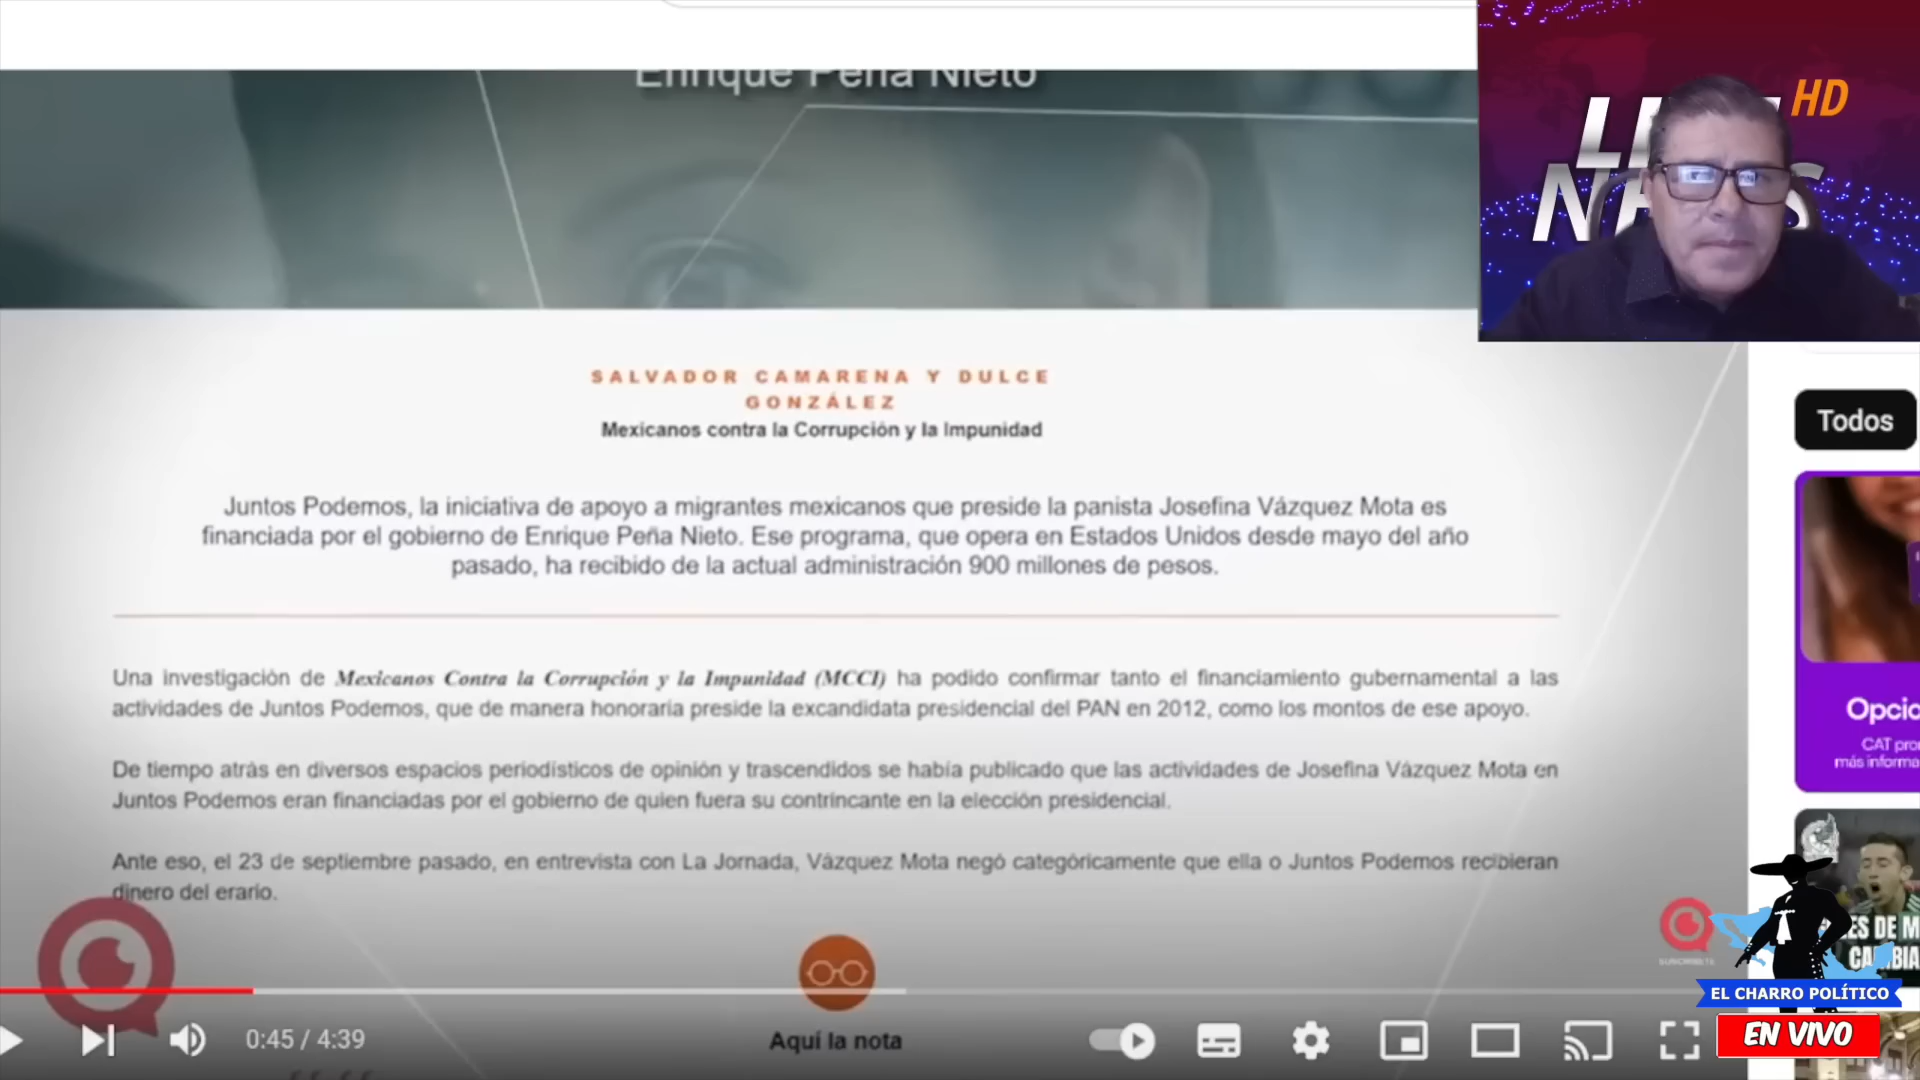 Enrique Peña Nieto
HD
SALVADOR CAMARENA Y DULCE
GONZÁLEZ
Mexicanos contra la Corrupción y la Impunidad
Juntos Podemos, la iniciativa de apoyo a migrantes mexicanos que preside la panista Josefina Vázquez Mota es
financiada por el gobierno de Enrique Peña Nieto. Ese programa, que opera en Estados Unidos desde mayo del año
pasado, ha recibido de la actual administración 900 millones de pesos.
Una investigación de Mexicanos Contra la Corrupción y la Impunidad (MCCI) ha podido confirmar tanto el financiamiento gubernamental a las
actividades de Juntos Podemos, que de manera honoraria preside la excandidata presidencial del PAN en 2012, como los montos de ese apoyo.
De tiempo atrás en diversos espacios periodísticos de opinión y trascendidos se había publicado que las actividades de Josefina Vázquez Mota en
Juntos Podemos eran financiadas por el gobierno de quien fuera su contrincante en la elección presidencial.
Ante eso, el 23 de septiembre pasado, en entrevista con La Jornada, Vázquez Mota negó categóricamente que ella o Juntos Podemos recibieran
dinero del erario.
Aquí la nota
0:45 / 4:39
Todos
Opcio
CAT pro
más informa
ES DE M
SUSCRÍBETE
EL CHARRO POLÍTICO
EN VIVO